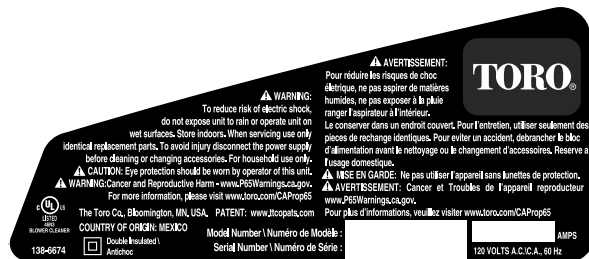 ⚠ WARNING:
To reduce risk of electric shock,
do not expose unit to rain or operate unit on
wet surfaces. Store indoors. When servicing use only
identical replacement parts. To avoid injury disconnect the power supply
before cleaning or changing accessories. For household use only.
⚠ CAUTION: Eye protection should be worn by operator of this unit.
⚠ WARNING:Cancer and Reproductive Harm - www.P65Warnings.ca.gov.
For more information, please visit www.toro.com/CAProp65
The Toro Co., Bloomington, MN, USA. PATENT: www.ttcopats.com
COUNTRY OF ORIGIN: MEXICO
c UL US
LISTED
46N3
BLOWER CLEANER
138-6674
Double Insulated \
Antichoc
Model Number \ Numéro de Modèle :
Serial Number \ Numéro de Série :
⚠ AVERTISSEMENT:
Pour réduire les risques de choc
életrique, ne pas aspirer de matières
humides, ne pas exposer à la pluie
ranger l'aspirateur à l'intérieur.
Le conserver dans un endroit couvert. Pour l'entretien, utiliser seulement des
pieces de rechange identiques. Pour eviter un accident, debrancher le bloc
d'alimentation avant le nettoyage ou le changement d'accessoires. Reserve a
l'usage domestique.
⚠ MISE EN GARDE: Ne pas utiliser l'appareil sans lunettes de protection.
⚠ AVERTISSEMENT: Cancer et Troubles de l'appareil reproducteur
www.P65Warnings.ca.gov.
Pour plus d'informations, veuillez visiter www.toro.com/CAProp65
TORO®
AMPS
120 VOLTS A.C.\C.A., 60 Hz